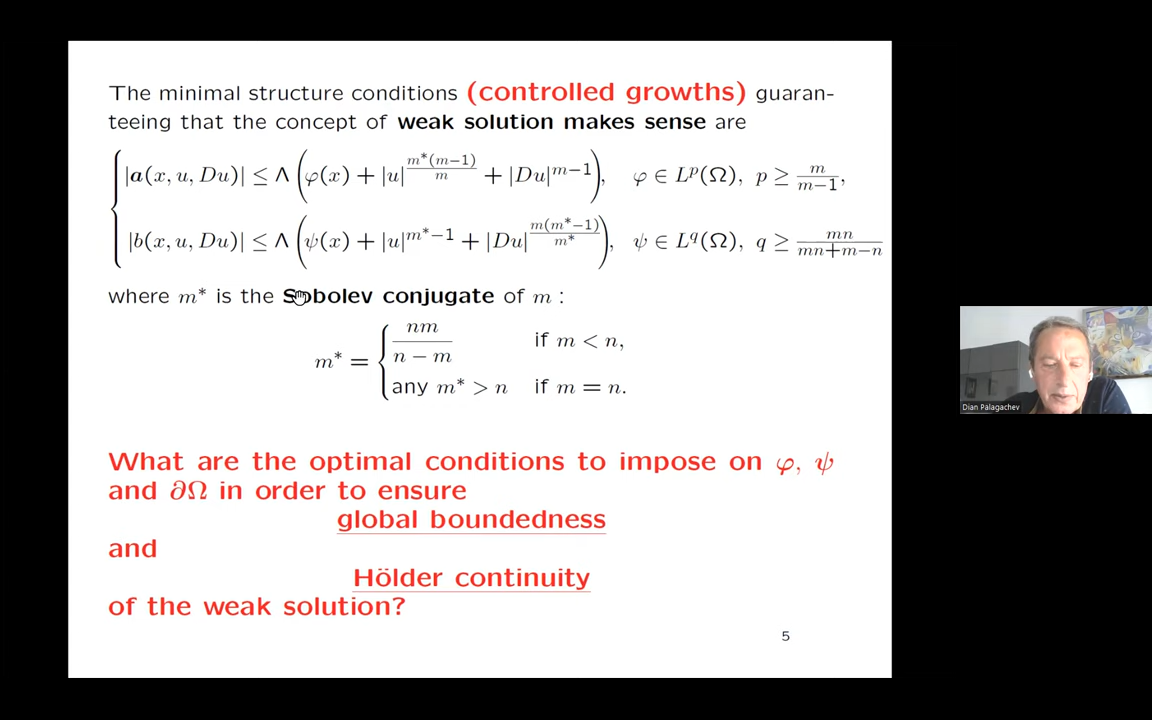 The minimal structure conditions (controlled growths) guaran-
teeing that the concept of weak solution makes sense are
|a(x, u, Du)| ≤ Λ (φ(x) + |u|^{m*(m−1)/m} + |Du|^{m−1}), φ ∈ L^p(Ω), p ≥ m/(m−1),
|b(x, u, Du)| ≤ Λ (ψ(x) + |u|^{m*−1} + |Du|^{m(m*−1)/m*}), ψ ∈ L^q(Ω), q ≥ mn/(mn+m−n)
where m* is the Sobolev conjugate of m :
m* = { nm/(n − m) if m < n,
any m* > n if m = n.
What are the optimal conditions to impose on φ, ψ
and ∂Ω in order to ensure
global boundedness
and
Hölder continuity
of the weak solution?
5
Dian Palagachev